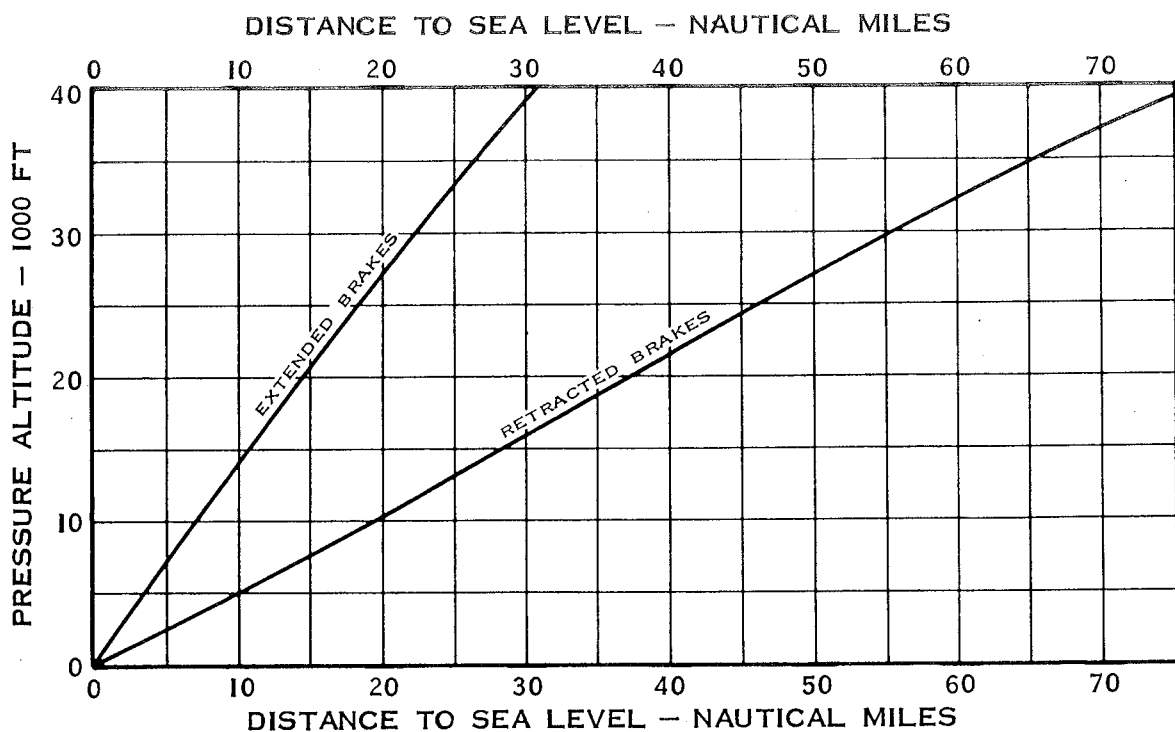 DISTANCE TO SEA LEVEL — NAUTICAL MILES
0 10 20 30 40 50 60 70
40
30
20
10
0
PRESSURE ALTITUDE — 1000 FT
EXTENDED BRAKES
RETRACTED BRAKES
0 10 20 30 40 50 60 70
DISTANCE TO SEA LEVEL — NAUTICAL MILES